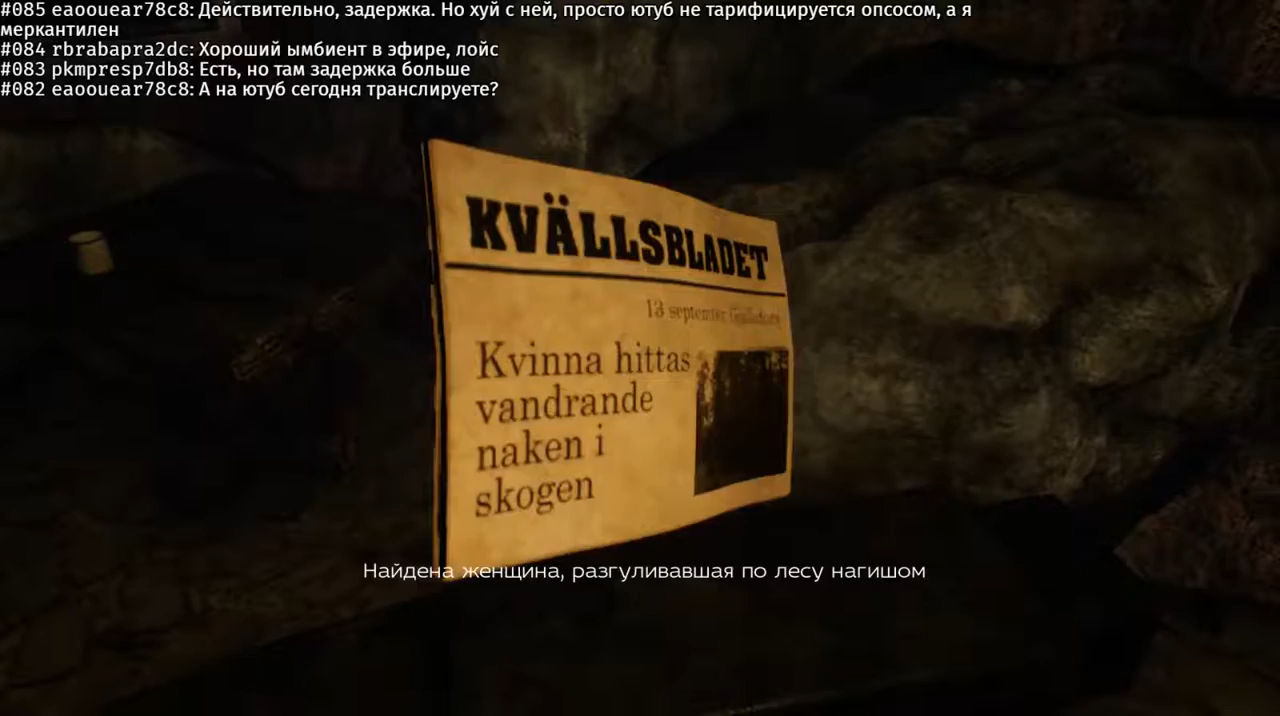 #085 eaoouear78c8: Действительно, задержка. Но хуй с ней, просто ютуб не тарифицируется опсосом, а я
меркантилен
#084 rbrabapra2dc: Хороший ымбиент в эфире, лойс
#083 pkmpresp7db8: Есть, но там задержка больше
#082 eaoouear78c8: А на ютуб сегодня транслируете?
KVÄLLSBLADET
13 september
Kvinna hittas
vandrande
naken i
skogen
Найдена женщина, разгуливавшая по лесу нагишом